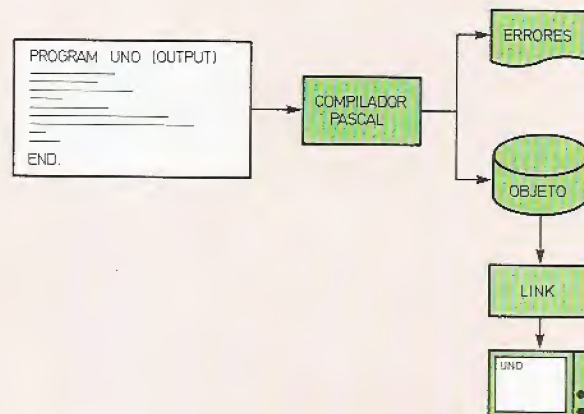 PROGRAM UNO (OUTPUT)
END.
COMPILADOR
PASCAL
ERRORES
OBJETO
LINK
UNO